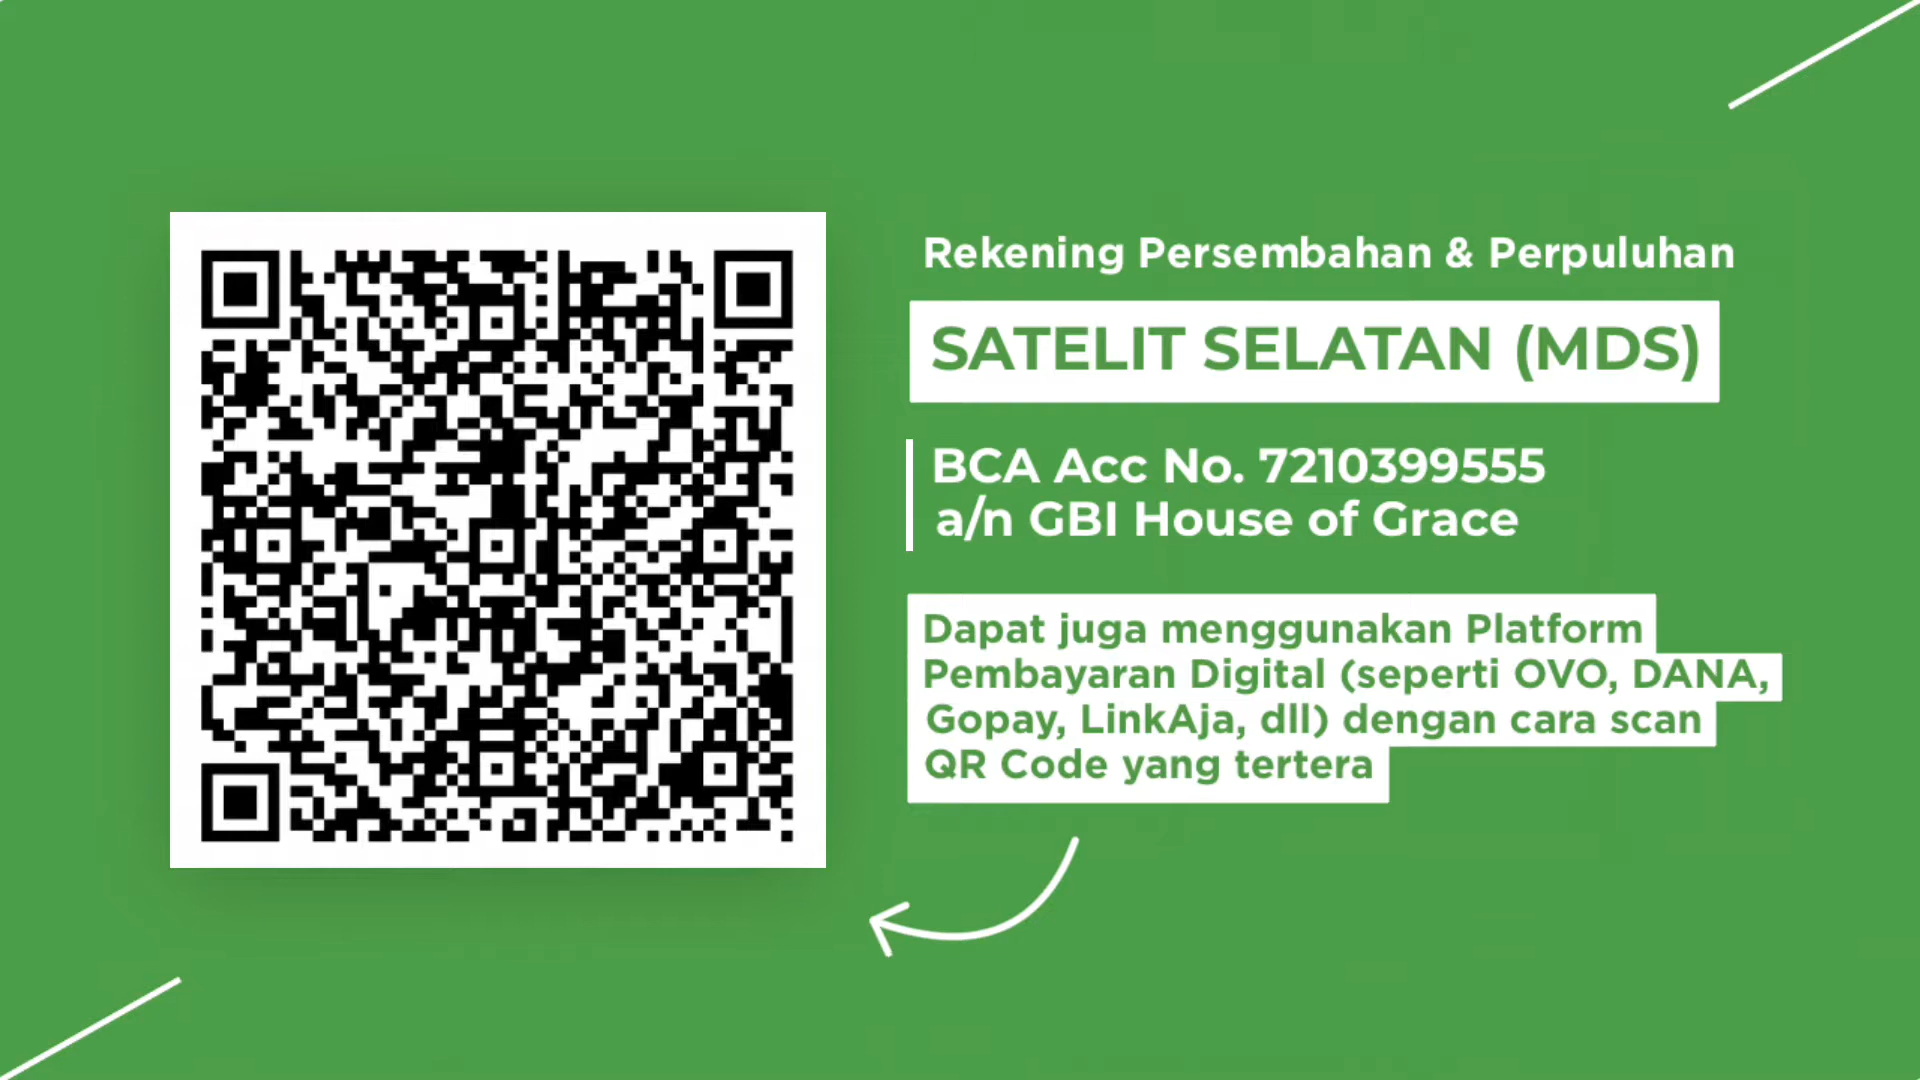 Rekening Persembahan & Perpuluhan
SATELIT SELATAN (MDS)
BCA Acc No. 7210399555
a/n GBI House of Grace
Dapat juga menggunakan Platform
Pembayaran Digital (seperti OVO, DANA,
Gopay, LinkAja, dll) dengan cara scan
QR Code yang tertera